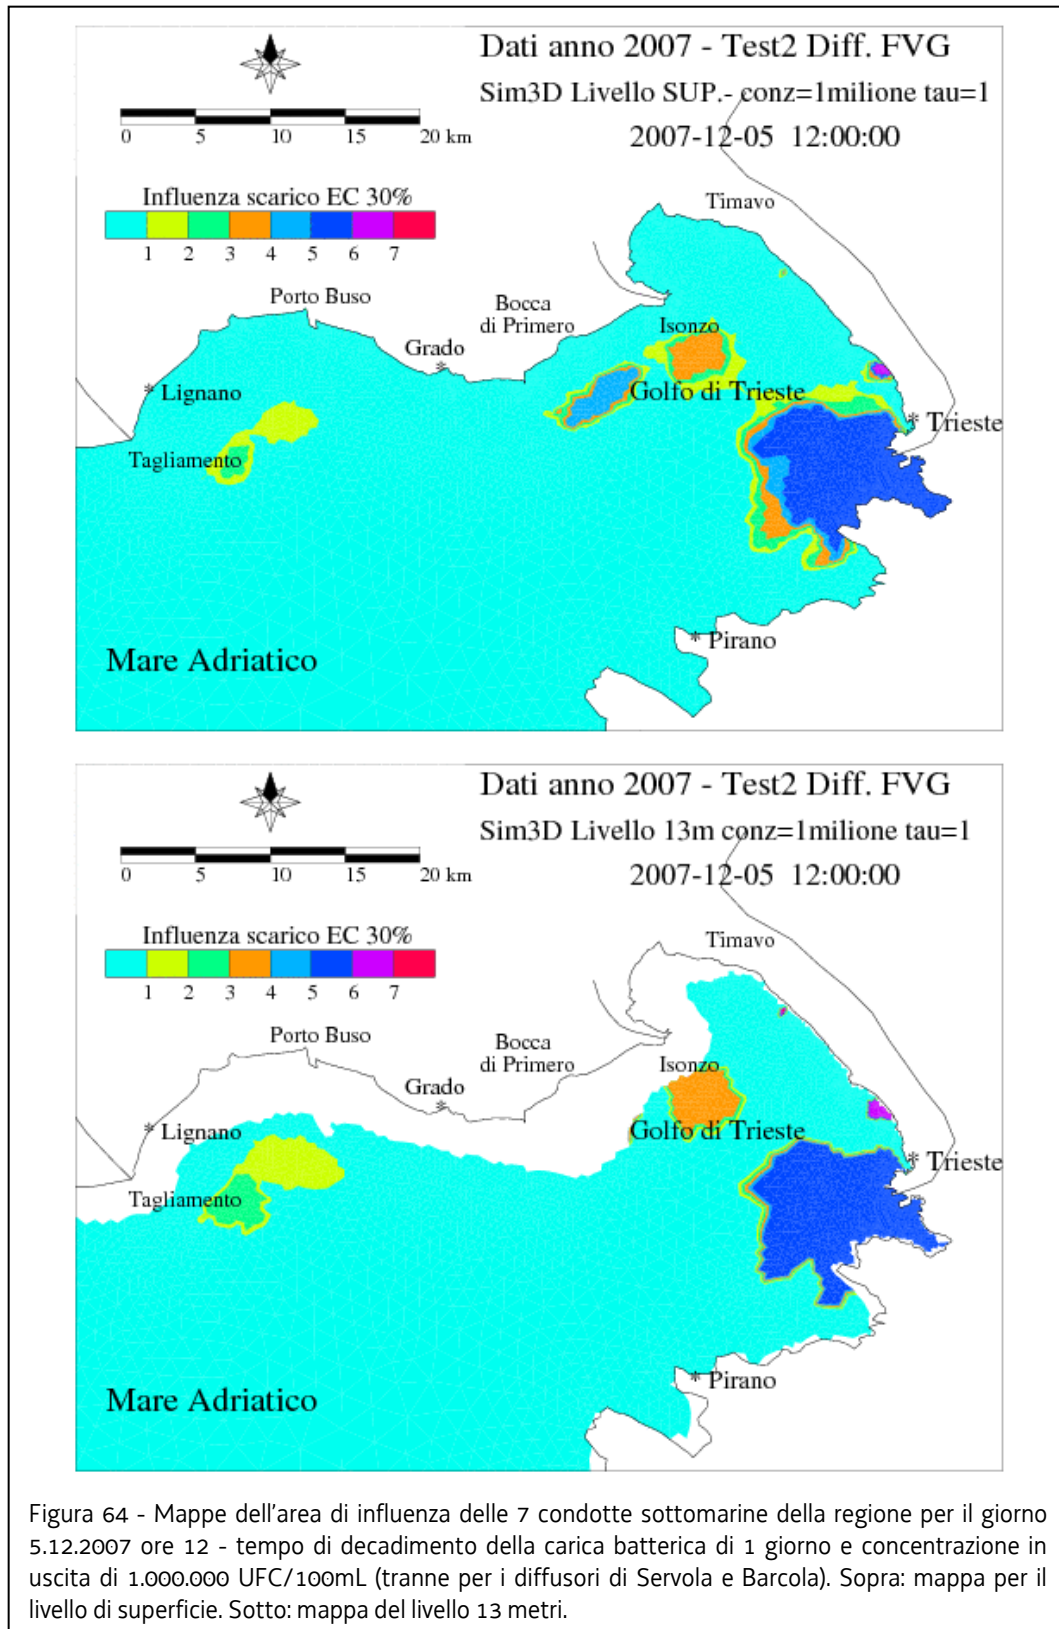 Dati anno 2007 - Test2 Diff. FVG
Sim3D Livello SUP.- conz=1milione tau=1
2007-12-05 12:00:00
0 5 10 15 20 km
Influenza scarico EC 30%
1 2 3 4 5 6 7
Timavo
Porto Buso
Bocca
di Primero
Isonzo
Grado
*
* Lignano
Golfo di Trieste
* Trieste
Tagliamento
* Pirano
Mare Adriatico
Dati anno 2007 - Test2 Diff. FVG
Sim3D Livello 13m conz=1milione tau=1
2007-12-05 12:00:00
0 5 10 15 20 km
Influenza scarico EC 30%
1 2 3 4 5 6 7
Timavo
Porto Buso
Bocca
di Primero
Isonzo
Grado
*
* Lignano
Golfo di Trieste
* Trieste
Tagliamento
* Pirano
Mare Adriatico
Figura 64 - Mappe dell'area di influenza delle 7 condotte sottomarine della regione per il giorno
5.12.2007 ore 12 - tempo di decadimento della carica batterica di 1 giorno e concentrazione in
uscita di 1.000.000 UFC/100mL (tranne per i diffusori di Servola e Barcola). Sopra: mappa per il
livello di superficie. Sotto: mappa del livello 13 metri.